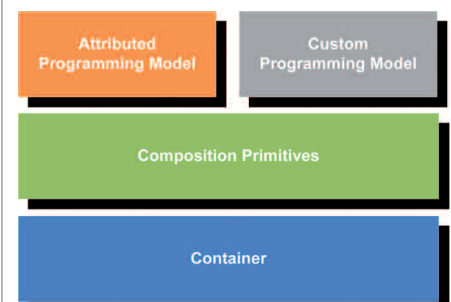 Attributed
Programming Model
Custom
Programming Model
Composition Primitives
Container